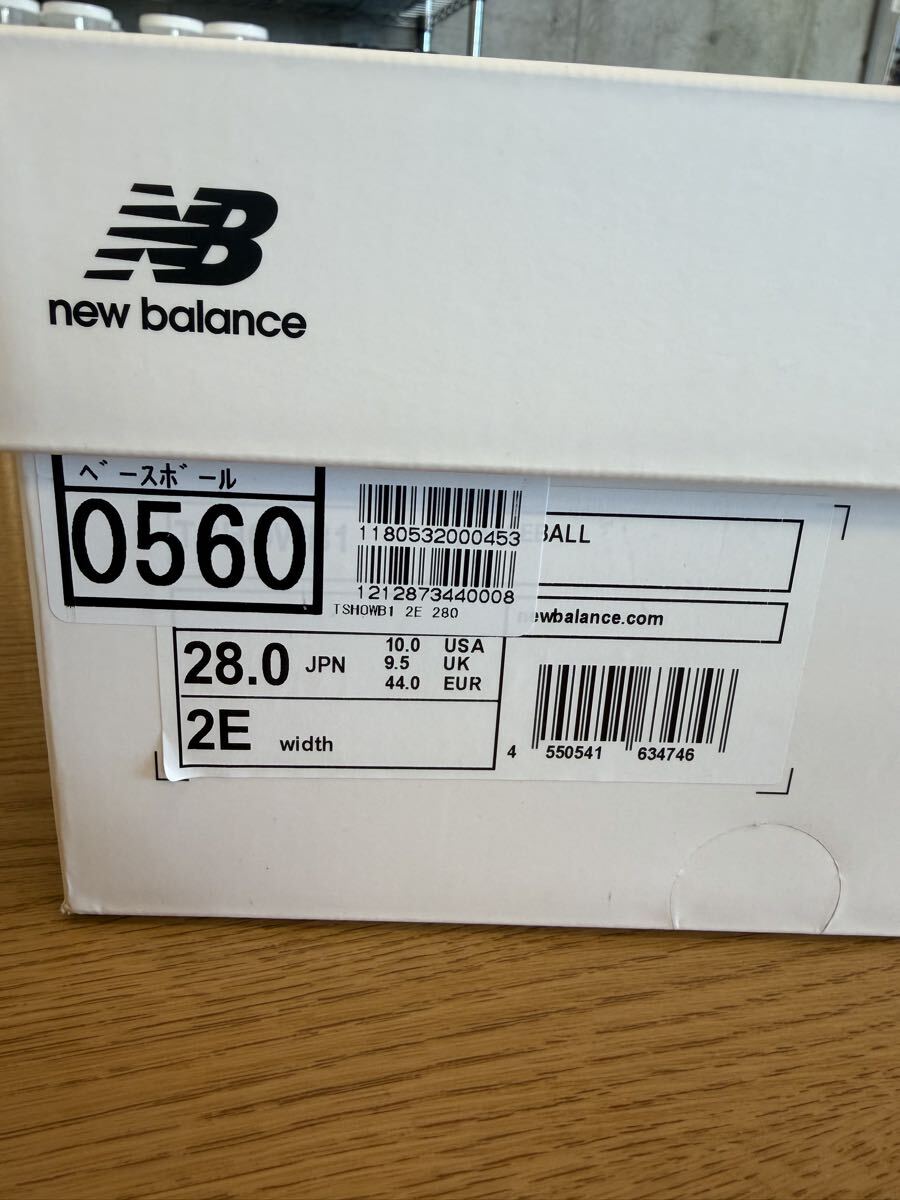 NB
new balance
ベースボール
0560
1180532000453
1212873440008
TSHOWB1 2E 280
BALL
newbalance.com
28.0 JPN
10.0 USA
9.5 UK
44.0 EUR
2E width
4 550541 634746